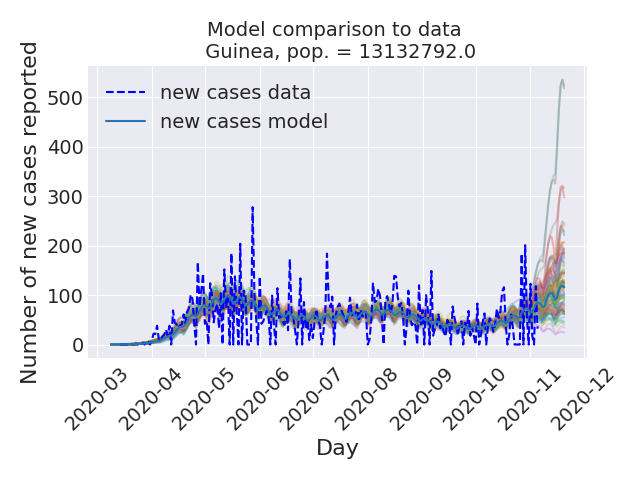 Model comparison to data
Guinea, pop. = 13132792.0
Number of new cases reported
500
400
300
200
100
0
new cases data
new cases model
2020-03
2020-04
2020-05
2020-06
2020-07
2020-08
2020-09
2020-10
2020-11
2020-12
Day